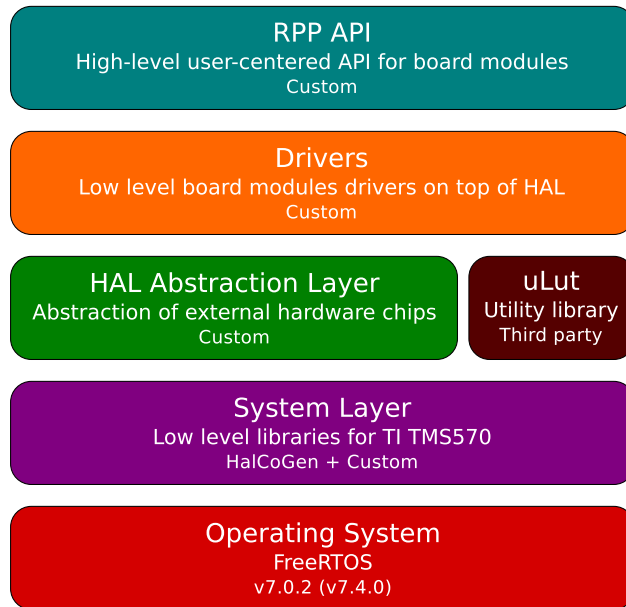 RPP API
High-level user-centered API for board modules
Custom
Drivers
Low level board modules drivers on top of HAL
Custom
HAL Abstraction Layer
Abstraction of external hardware chips
Custom
uLut
Utility library
Third party
System Layer
Low level libraries for TI TMS570
HalCoGen + Custom
Operating System
FreeRTOS
v7.0.2 (v7.4.0)